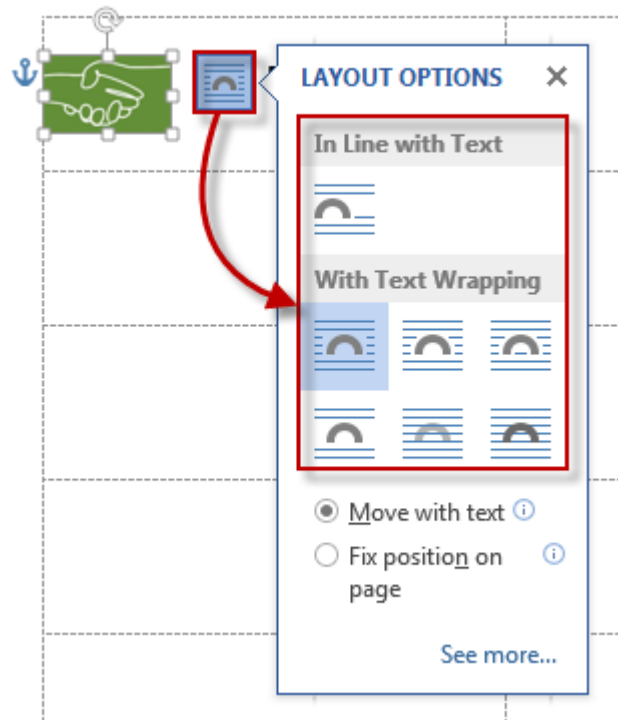 LAYOUT OPTIONS
In Line with Text
With Text Wrapping
Move with text
Fix position on
page
See more...